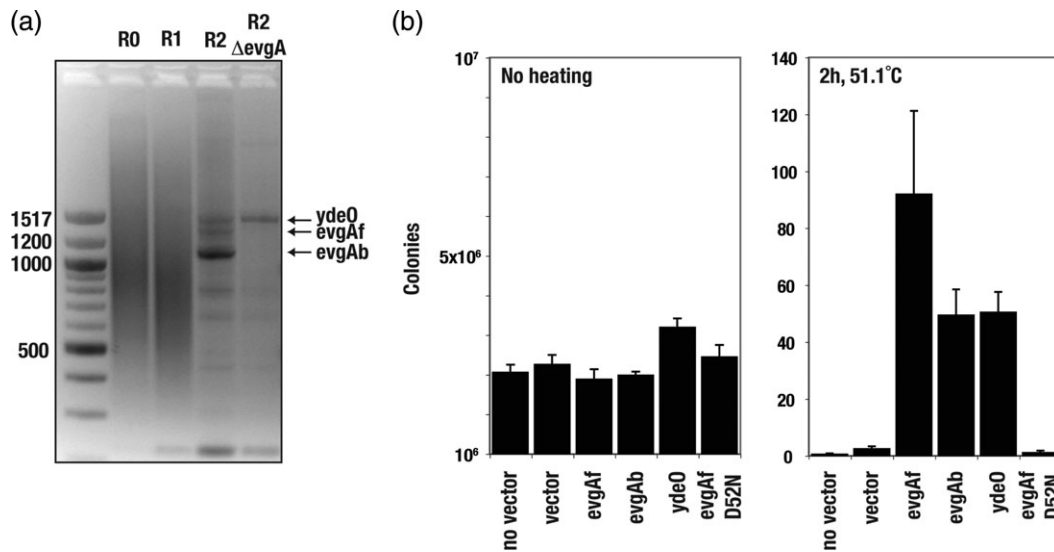 (a)
R0 R1 R2 R2
ΔevgA
1517
1200
1000
500
ydeO
evgAf
evgAb
(b)
Colonies
10⁷
5x10⁶
10⁶
No heating
no vector
vector
evgAf
evgAb
ydeO
evgAf
D52N
140
120
100
80
60
40
20
0
2h, 51.1°C
no vector
vector
evgAf
evgAb
ydeO
evgAf
D52N